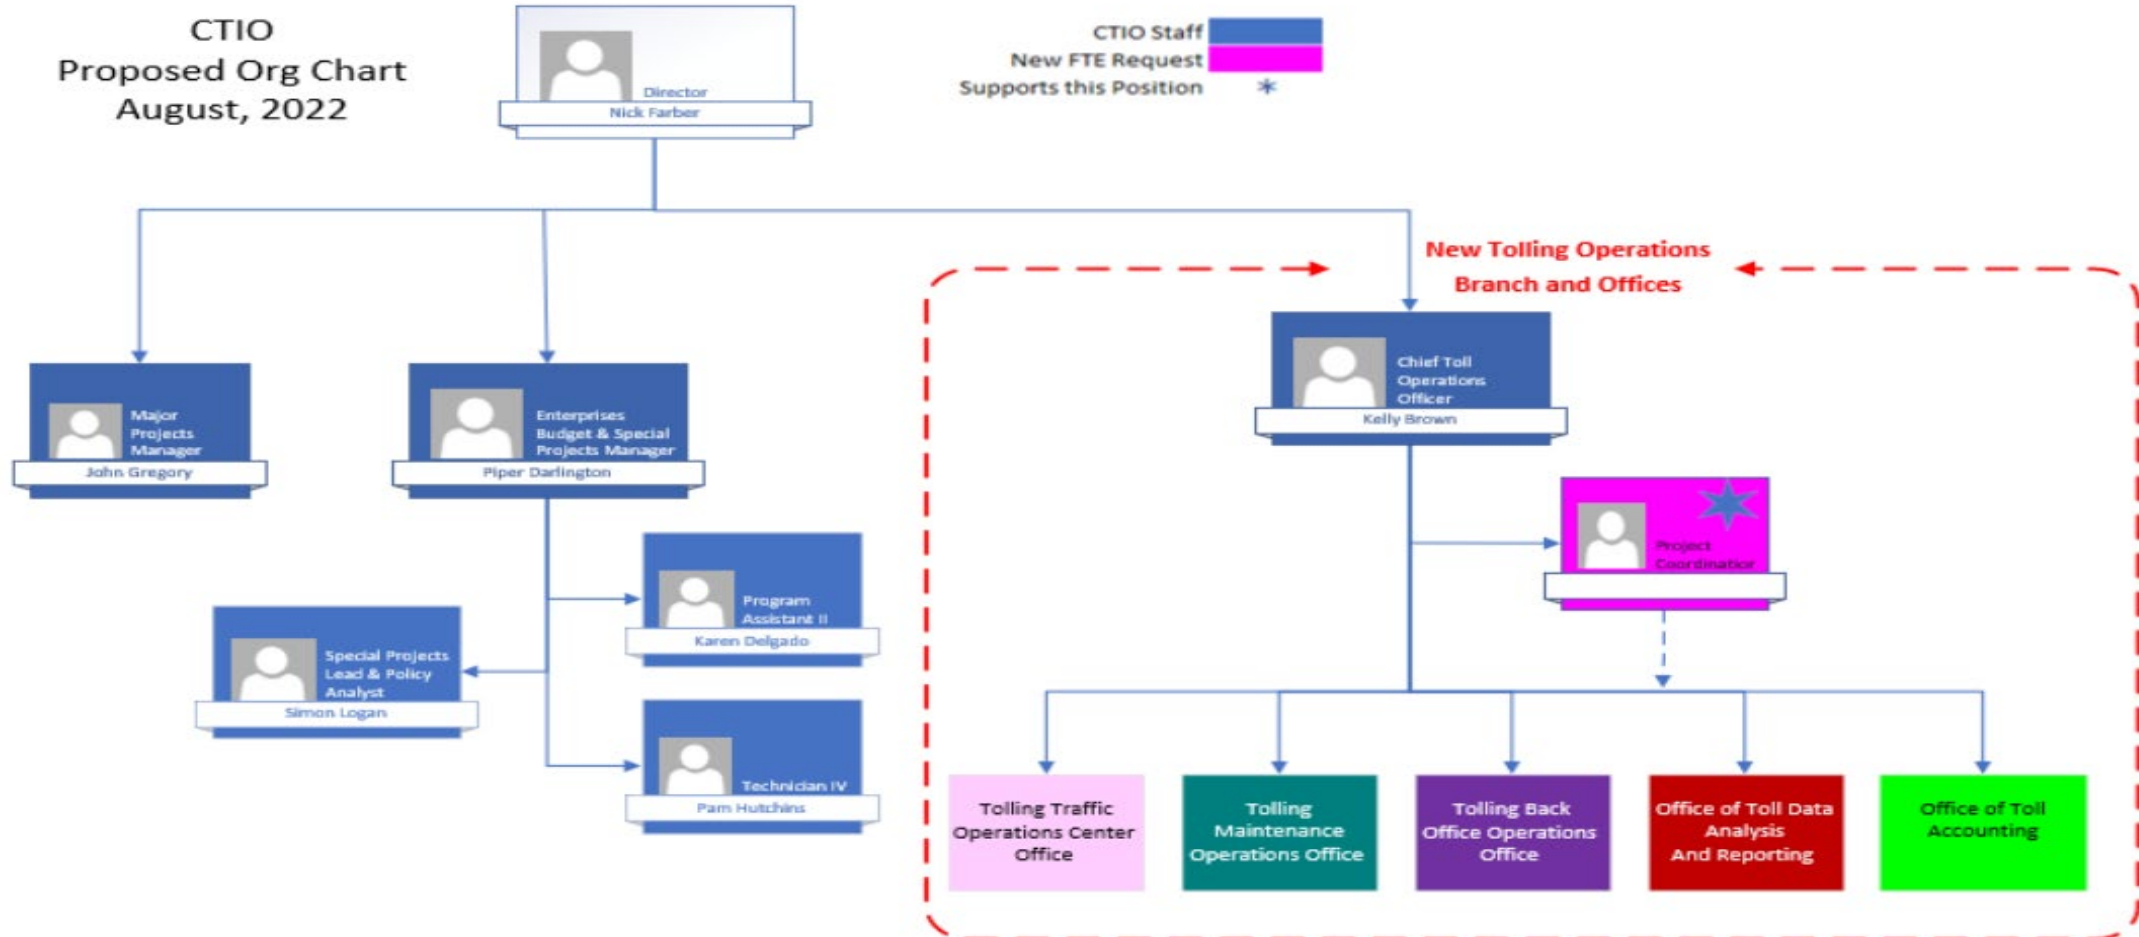 CTIO
Proposed Org Chart
August, 2022
Director
Nick Farber
CTIO Staff
New FTE Request
Supports this Position *
New Tolling Operations
Branch and Offices
Major
Projects
Manager
John Gregory
Enterprises
Budget & Special
Projects Manager
Piper Darlington
Chief Toll
Operations
Officer
Kelly Brown
Project
Coordinatior
Program
Assistant II
Karen Delgado
Special Projects
Lead & Policy
Analyst
Simon Logan
Technician IV
Pam Hutchins
Tolling Traffic
Operations Center
Office
Tolling
Maintenance
Operations Office
Tolling Back
Office Operations
Office
Office of Toll Data
Analysis
And Reporting
Office of Toll
Accounting